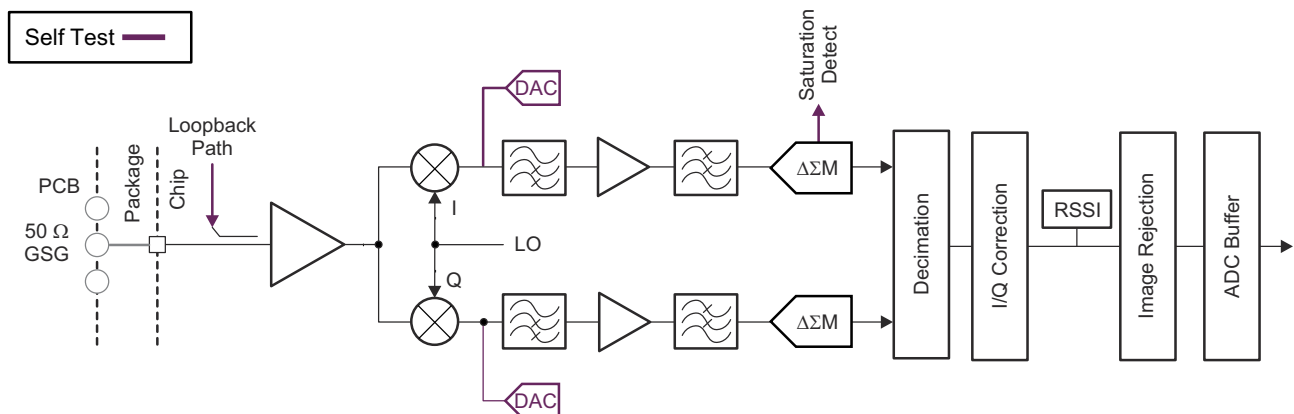 Self Test
DAC
Saturation
Detect
Loopback
Path
PCB
Package
Chip
50 Ω
GSG
I
LO
Q
ΔΣM
ΔΣM
DAC
Decimation
I/Q Correction
RSSI
Image Rejection
ADC Buffer